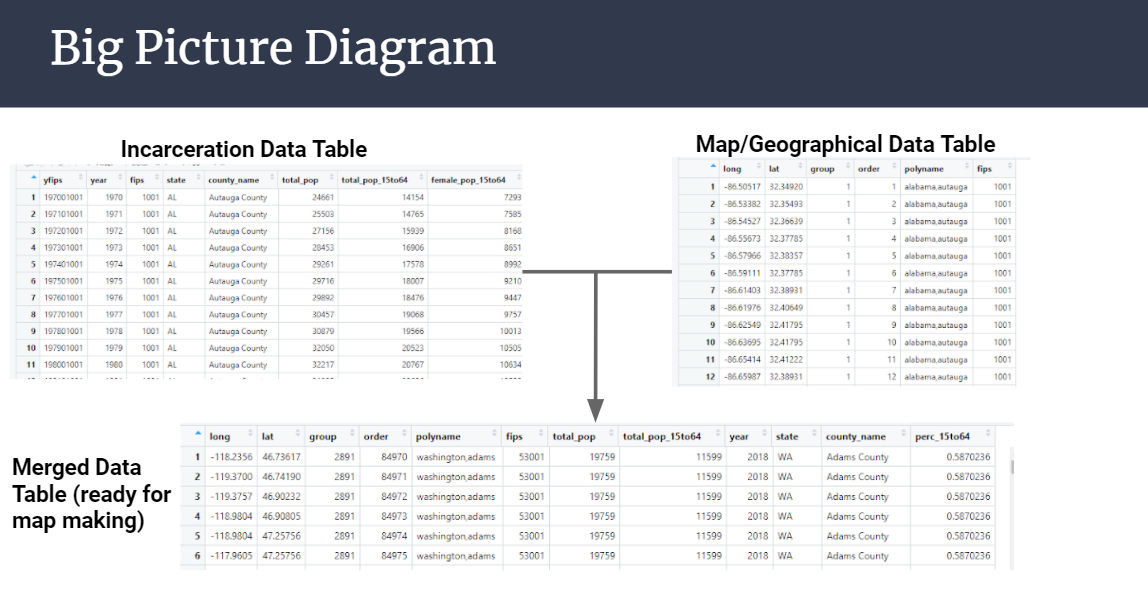 Big Picture Diagram
Incarceration Data Table
yfips year fips state county_name total_pop total_pop_15to64 female_pop_15to64
1 197001001 1970 1001 AL Autauga County 24661 14154 7293
2 197101001 1971 1001 AL Autauga County 25503 14765 7585
3 197201001 1972 1001 AL Autauga County 27156 15939 8168
4 197301001 1973 1001 AL Autauga County 28453 16906 8651
5 197401001 1974 1001 AL Autauga County 29261 17578 8992
6 197501001 1975 1001 AL Autauga County 29716 18007 9210
7 197601001 1976 1001 AL Autauga County 29892 18476 9447
8 197701001 1977 1001 AL Autauga County 30457 19068 9757
9 197801001 1978 1001 AL Autauga County 30879 19566 10013
10 197901001 1979 1001 AL Autauga County 32050 20523 10505
11 198001001 1980 1001 AL Autauga County 32217 20767 10634
Map/Geographical Data Table
long lat group order polyname fips
1 -86.50517 32.34920 1 1 alabama,autauga 1001
2 -86.53382 32.35493 1 2 alabama,autauga 1001
3 -86.54527 32.36639 1 3 alabama,autauga 1001
4 -86.55673 32.37785 1 4 alabama,autauga 1001
5 -86.57966 32.38357 1 5 alabama,autauga 1001
6 -86.59111 32.37785 1 6 alabama,autauga 1001
7 -86.61403 32.38931 1 7 alabama,autauga 1001
8 -86.61976 32.40649 1 8 alabama,autauga 1001
9 -86.62549 32.41795 1 9 alabama,autauga 1001
10 -86.63695 32.41795 1 10 alabama,autauga 1001
11 -86.65414 32.41222 1 11 alabama,autauga 1001
12 -86.65987 32.38931 1 12 alabama,autauga 1001
Merged Data
Table (ready for
map making)
long lat group order polyname fips total_pop total_pop_15to64 year state county_name perc_15to64
1 -118.2356 46.73617 2891 84970 washington,adams 53001 19759 11599 2018 WA Adams County 0.5870236
2 -119.3700 46.74190 2891 84971 washington,adams 53001 19759 11599 2018 WA Adams County 0.5870236
3 -119.3757 46.90232 2891 84972 washington,adams 53001 19759 11599 2018 WA Adams County 0.5870236
4 -118.9804 46.90805 2891 84973 washington,adams 53001 19759 11599 2018 WA Adams County 0.5870236
5 -118.9804 47.25756 2891 84974 washington,adams 53001 19759 11599 2018 WA Adams County 0.5870236
6 -117.9605 47.25756 2891 84975 washington,adams 53001 19759 11599 2018 WA Adams County 0.5870236